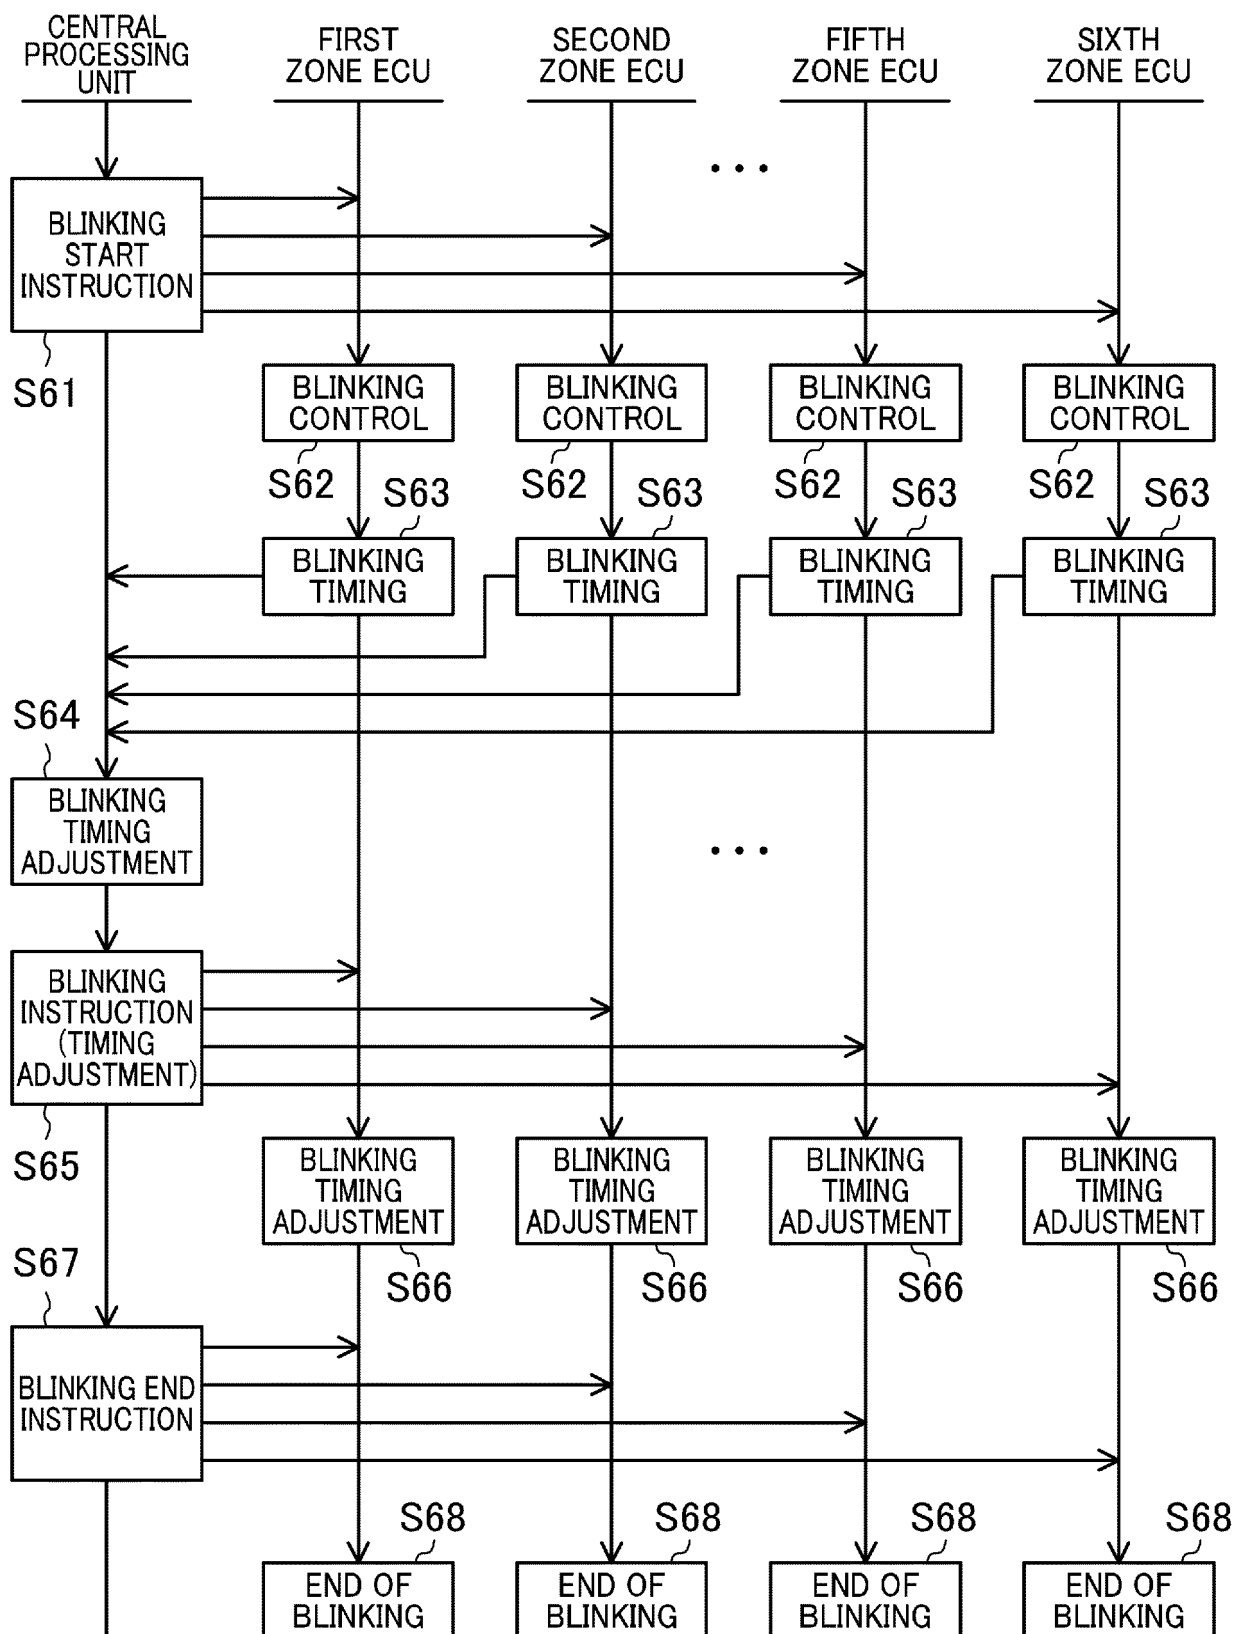 CENTRAL
PROCESSING
UNIT
FIRST
ZONE ECU
SECOND
ZONE ECU
FIFTH
ZONE ECU
SIXTH
ZONE ECU
• • •
BLINKING
START
INSTRUCTION
S61
BLINKING
CONTROL
S62
BLINKING
CONTROL
S62
BLINKING
CONTROL
S62
BLINKING
CONTROL
S62
S63
BLINKING
TIMING
S63
BLINKING
TIMING
S63
BLINKING
TIMING
S63
BLINKING
TIMING
S64
BLINKING
TIMING
ADJUSTMENT
• • •
BLINKING
INSTRUCTION
(TIMING
ADJUSTMENT)
S65
BLINKING
TIMING
ADJUSTMENT
S66
BLINKING
TIMING
ADJUSTMENT
S66
BLINKING
TIMING
ADJUSTMENT
S66
BLINKING
TIMING
ADJUSTMENT
S66
S67
BLINKING END
INSTRUCTION
S68
END OF
BLINKING
S68
END OF
BLINKING
S68
END OF
BLINKING
S68
END OF
BLINKING